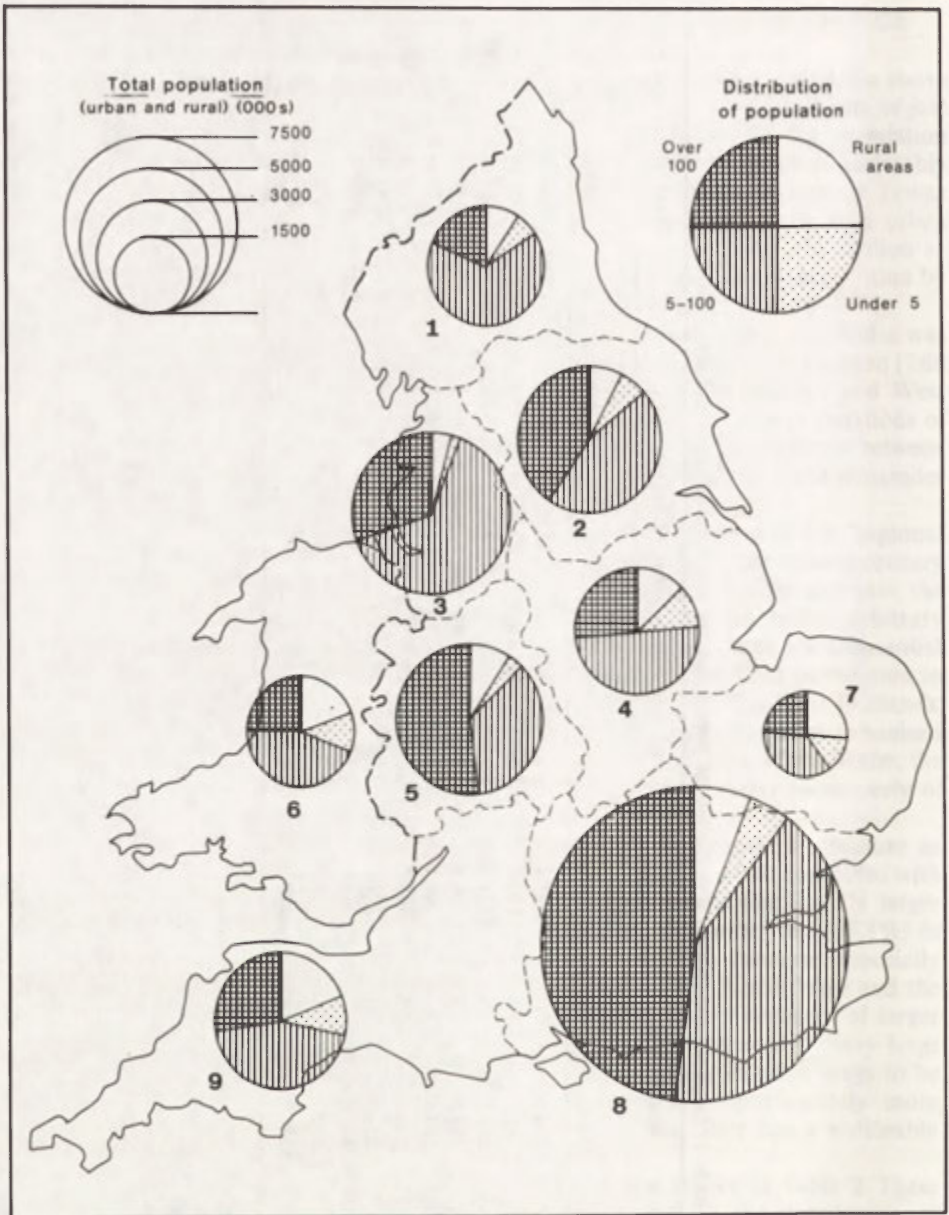 Total population
(urban and rural) (000s)
7500
5000
3000
1500
Distribution
of population
Over
100
Rural
areas
5-100
Under 5
1
2
3
4
5
6
7
8
9